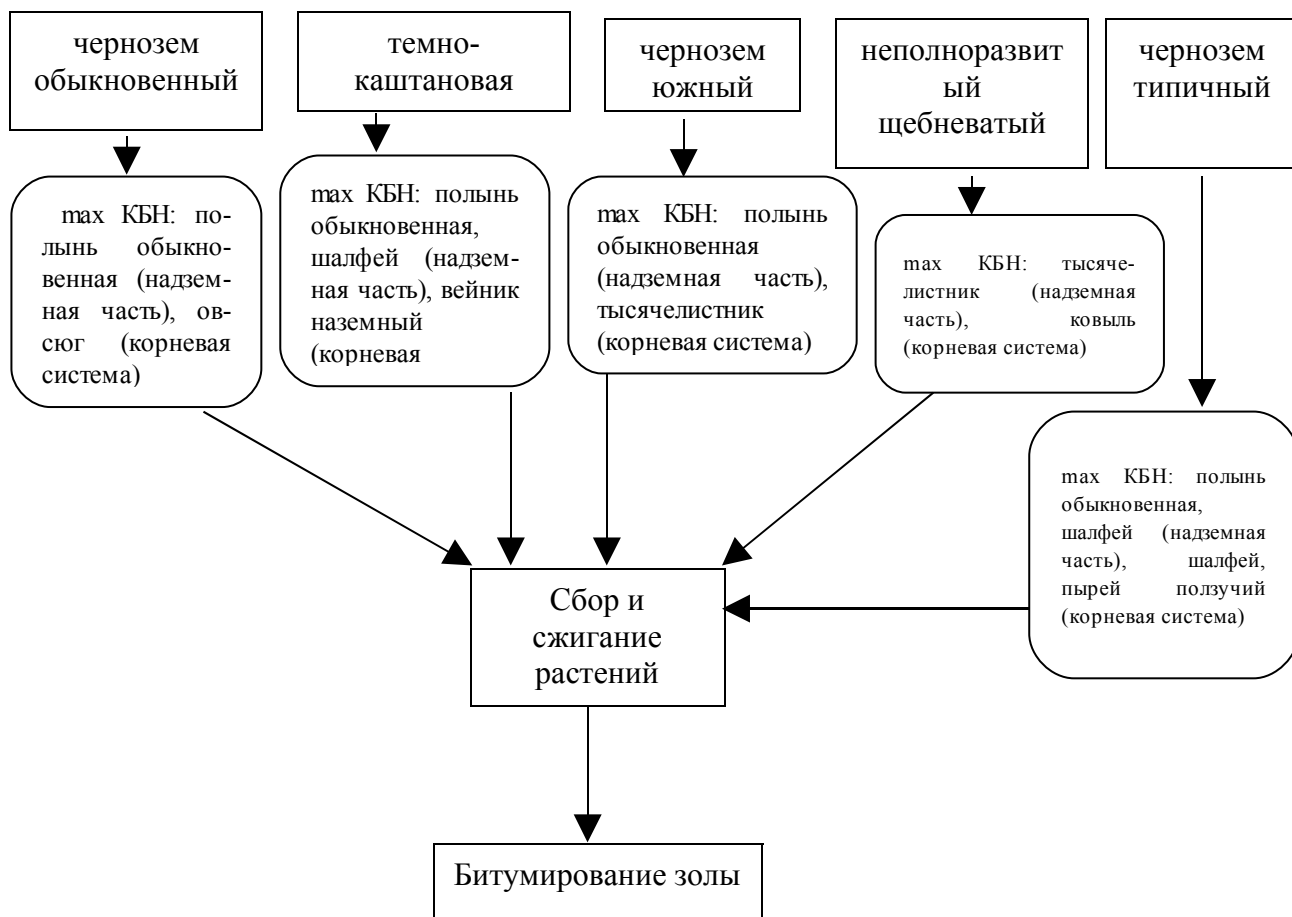 чернозем
обыкновенный
темно-
каштановая
чернозем
южный
неполноразвит
ый
щебневатый
чернозем
типичный
max КБН: по-
лынь обыкно-
венная (надзем-
ная часть), ов-
сюг (корневая
система)
max КБН: полынь
обыкновенная,
шалфей (надзем-
ная часть), вейник
наземный
(корневая
max КБН: полынь
обыкновенная
(надземная часть),
тысячелистник
(корневая система)
max КБН: тысяче-
листник (надземная
часть), ковыль
(корневая система)
max КБН: полынь
обыкновенная,
шалфей (надземная
часть), шалфей,
пырей ползучий
(корневая система)
Сбор и
сжигание
растений
Битумирование золы